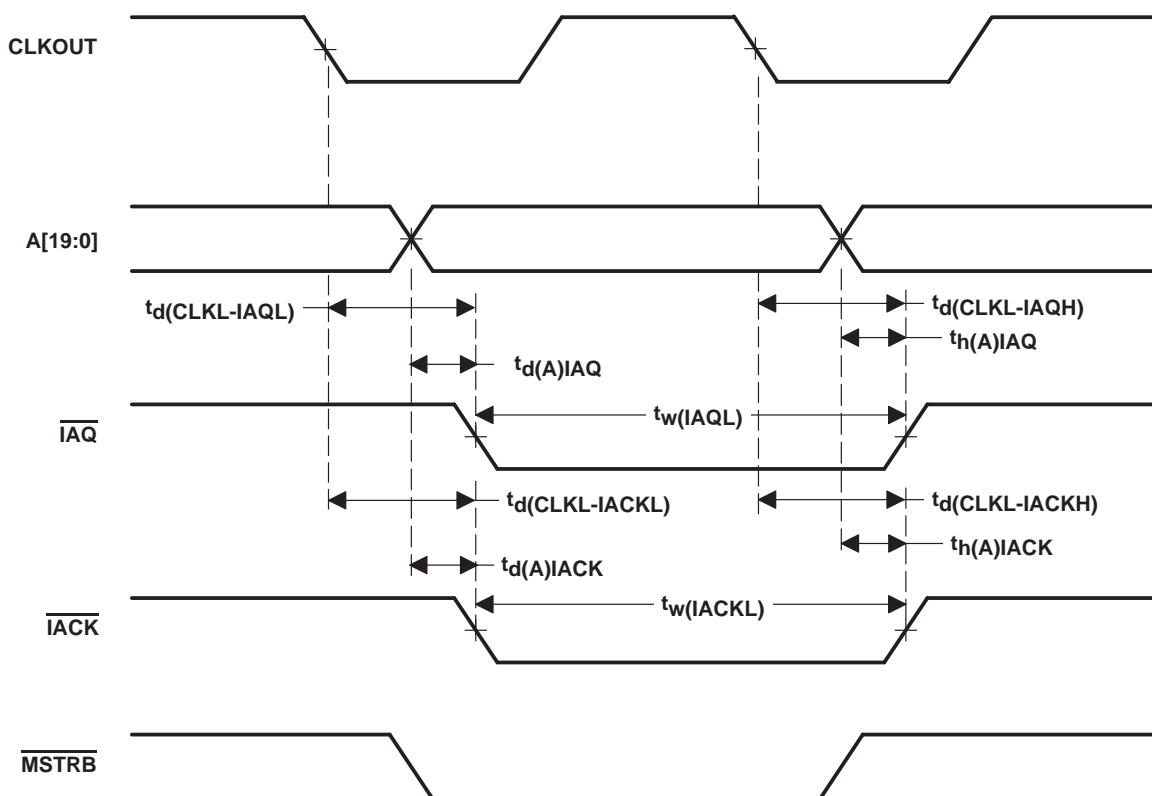 CLKOUT
A[19:0]
td(CLKL-IAQL)
td(CLKL-IAQH)
th(A)IAQ
td(A)IAQ
tw(IAQL)
IAQ
td(CLKL-IACKL)
td(CLKL-IACKH)
th(A)IACK
td(A)IACK
tw(IACKL)
IACK
MSTRB